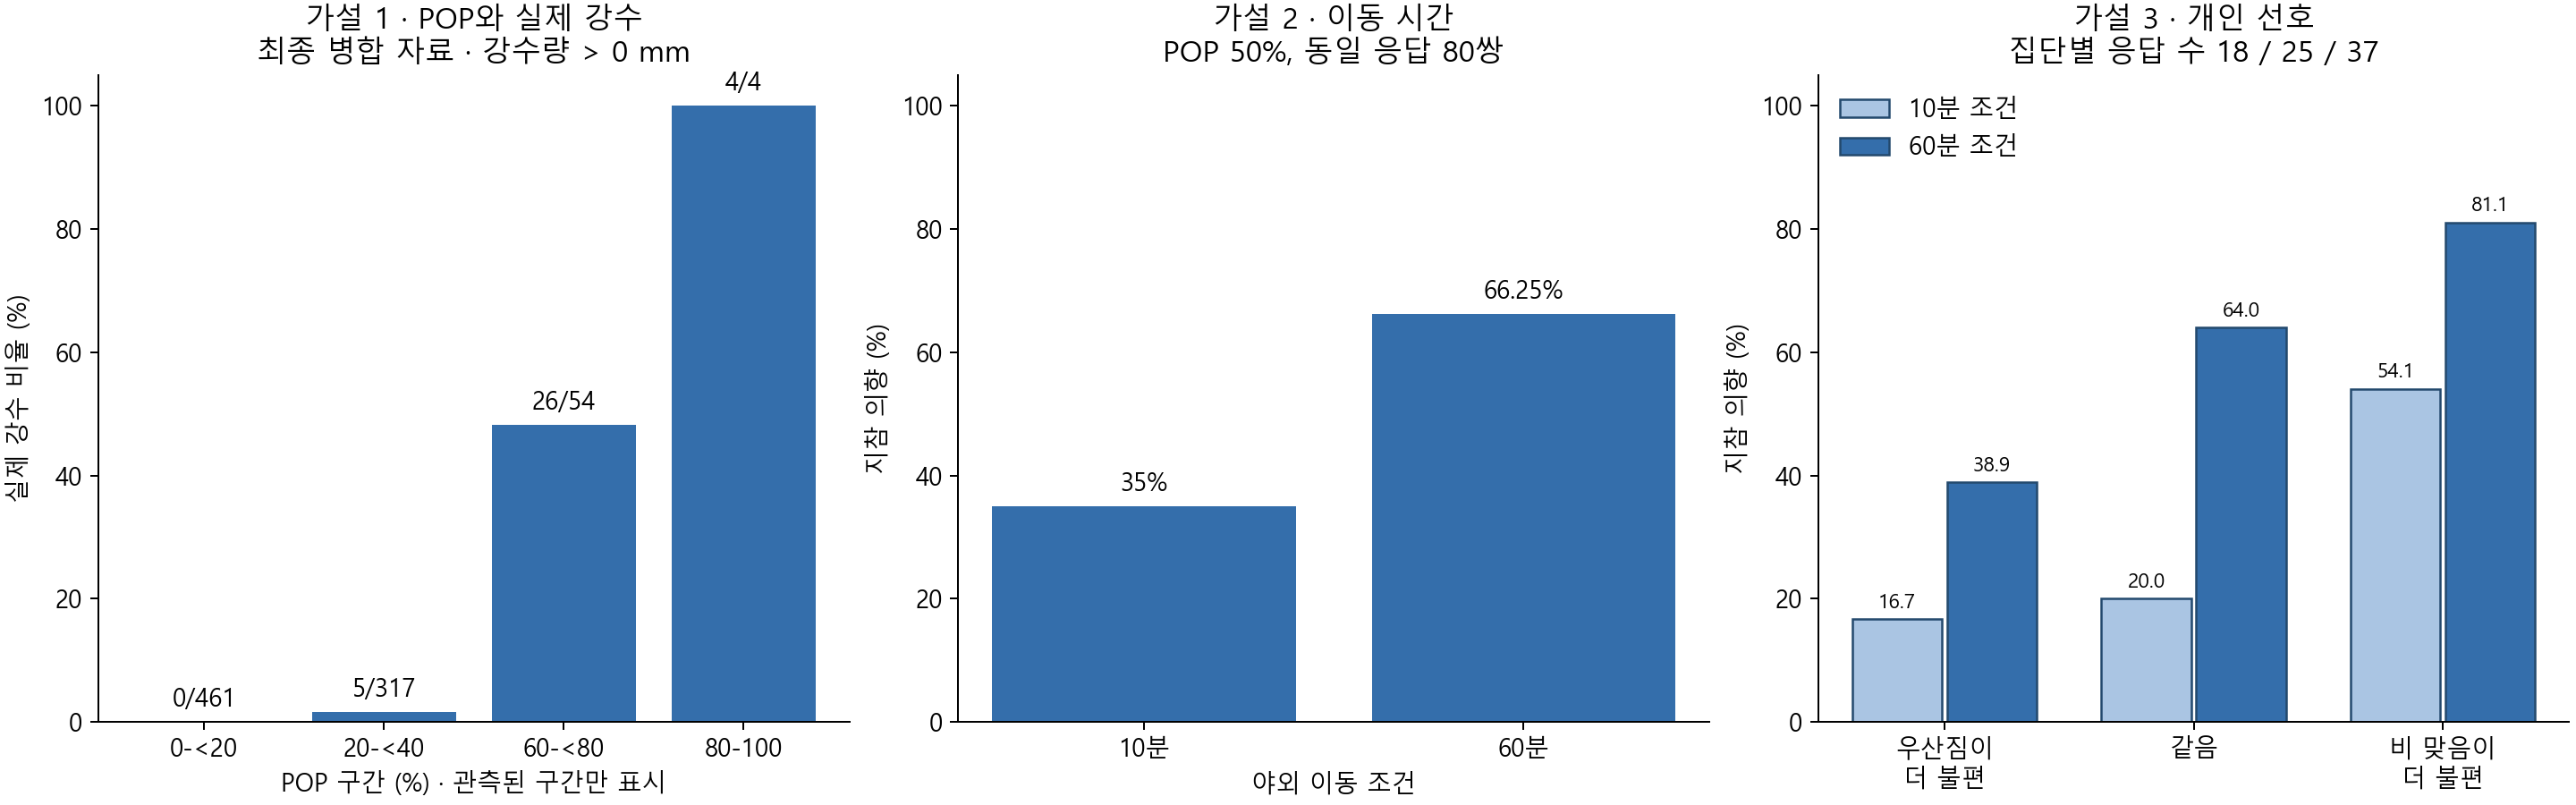 가설 1 · POP와 실제 강수
최종 병합 자료 · 강수량 > 0 mm
실제 강수 비율 (%)
100
80
60
40
20
0
0/461
5/317
26/54
4/4
0-<20
20-<40
60-<80
80-100
POP 구간 (%) · 관측된 구간만 표시
가설 2 · 이동 시간
POP 50%, 동일 응답 80쌍
지참 의향 (%)
100
80
60
40
20
0
35%
66.25%
10분
60분
야외 이동 조건
가설 3 · 개인 선호
집단별 응답 수 18 / 25 / 37
지참 의향 (%)
100
80
60
40
20
0
10분 조건
60분 조건
16.7
38.9
20.0
64.0
54.1
81.1
우산짐이
더 불편
같음
비 맞음이
더 불편